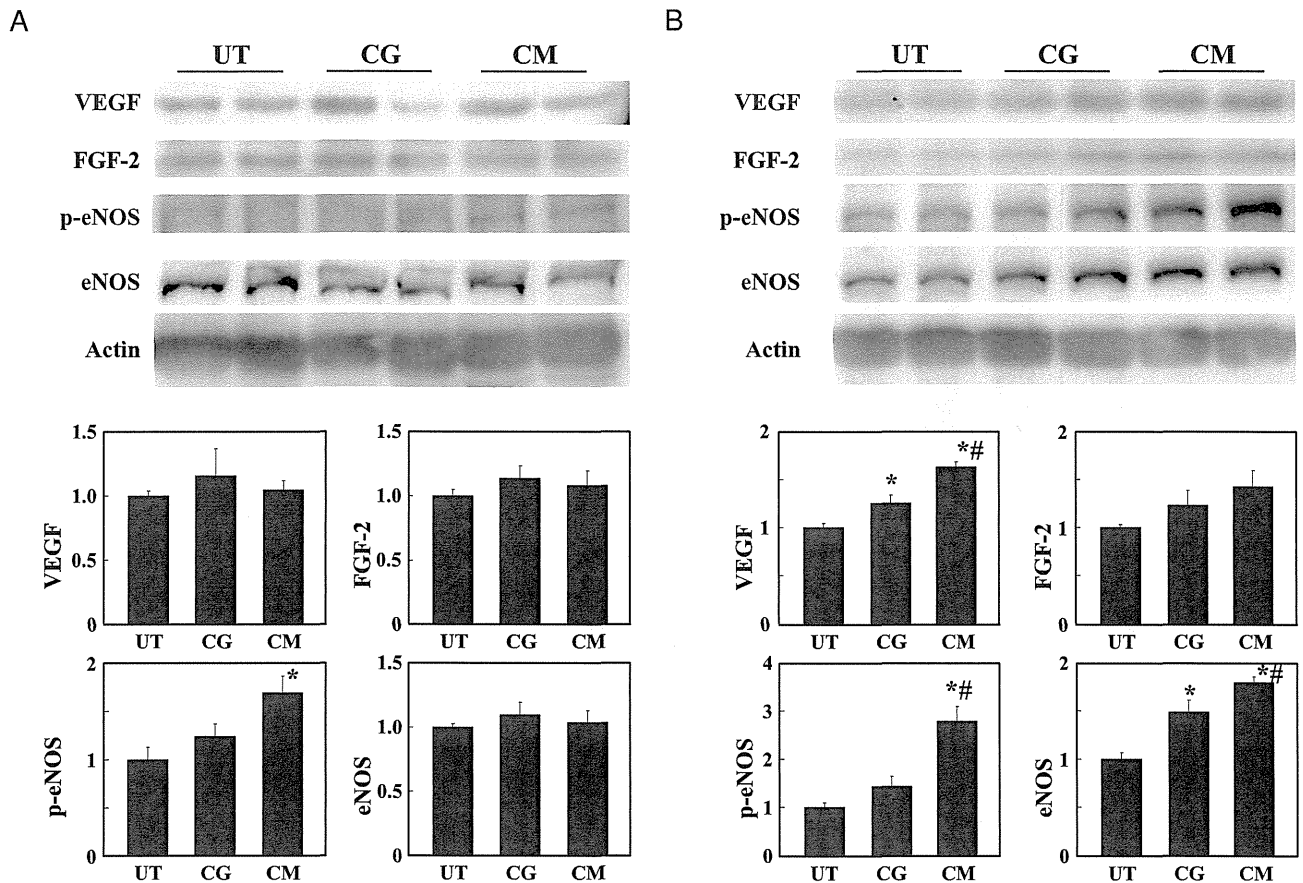 A
UT CG CM
VEGF
FGF-2
p-eNOS
eNOS
Actin
1.5
1.0
0.5
0
VEGF
UT CG CM
1.5
1.0
0.5
0
FGF-2
UT CG CM
2
1
0
p-eNOS
*
UT CG CM
1.5
1.0
0.5
0
eNOS
UT CG CM
B
UT CG CM
VEGF
FGF-2
p-eNOS
eNOS
Actin
2
1
0
VEGF
*
*#
UT CG CM
2
1
0
FGF-2
UT CG CM
4
3
2
1
0
p-eNOS
*#
UT CG CM
2
1
0
eNOS
*
*#
UT CG CM